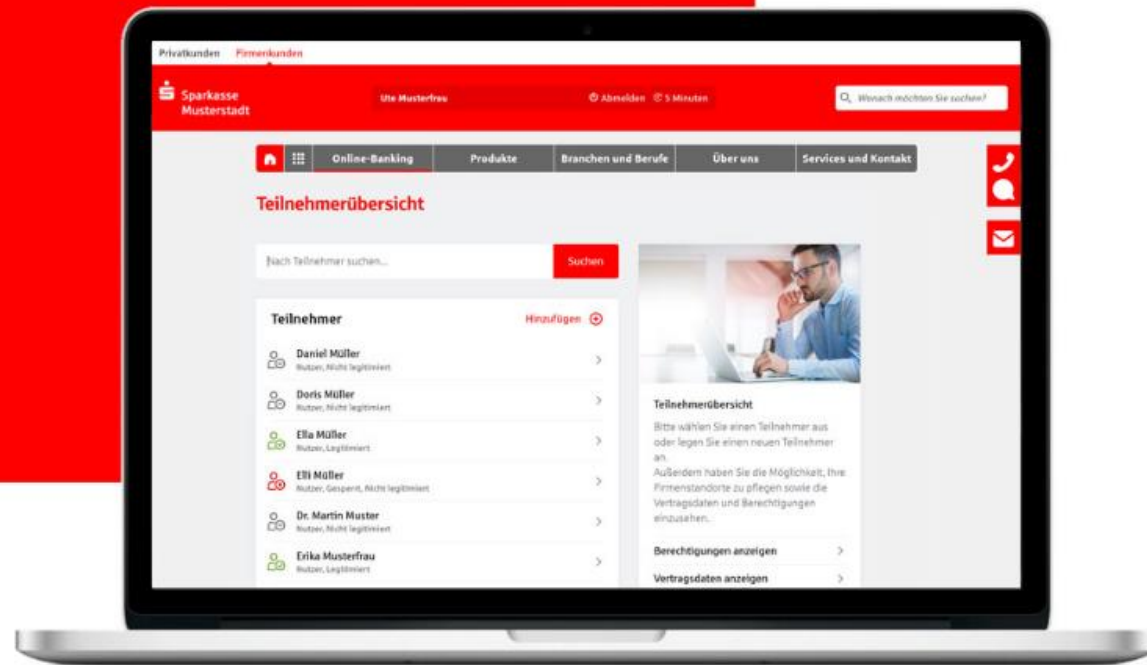 Privatkunden Firmenkunden
Sparkasse
Musterstadt
Ute Musterfrau
Abmelden 5 Minuten
Wonach möchten Sie suchen?
Online-Banking Produkte Branchen und Berufe Über uns Services und Kontakt
Teilnehmerübersicht
Nach Teilnehmer suchen... Suchen
Teilnehmer Hinzufügen
Daniel Müller
Nutzer, Nicht legitimiert
Doris Müller
Nutzer, Nicht legitimiert
Ella Müller
Nutzer, Legitimiert
Elli Müller
Nutzer, Gesperrt, Nicht legitimiert
Dr. Martin Muster
Nutzer, Nicht legitimiert
Erika Musterfrau
Nutzer, Legitimiert
Teilnehmerübersicht
Bitte wählen Sie einen Teilnehmer aus
oder legen Sie einen neuen Teilnehmer
an.
Außerdem haben Sie die Möglichkeit, Ihre
Firmenstandorte zu pflegen sowie die
Vertragsdaten und Berechtigungen
einzusehen.
Berechtigungen anzeigen
Vertragsdaten anzeigen